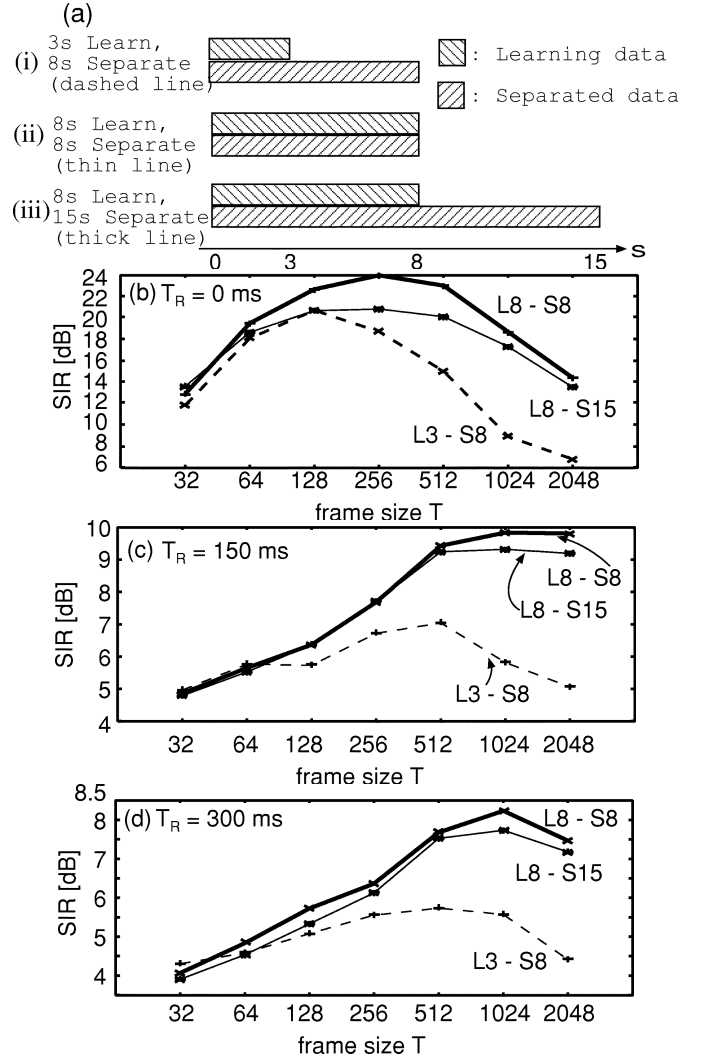 (a)
(i) 3s Learn,
8s Separate
(dashed line)
: Learning data
: Separated data
(ii) 8s Learn,
8s Separate
(thin line)
(iii) 8s Learn,
15s Separate
(thick line)
0 3 8 15 s
(b) TR = 0 ms
SIR [dB]
24
22
20
18
16
14
12
10
8
6
L8 - S8
L8 - S15
L3 - S8
32 64 128 256 512 1024 2048
frame size T
(c) TR = 150 ms
SIR [dB]
10
9
8
7
6
5
4
L8 - S8
L8 - S15
L3 - S8
32 64 128 256 512 1024 2048
frame size T
(d) TR = 300 ms
SIR [dB]
8.5
8
7
6
5
4
L8 - S8
L8 - S15
L3 - S8
32 64 128 256 512 1024 2048
frame size T